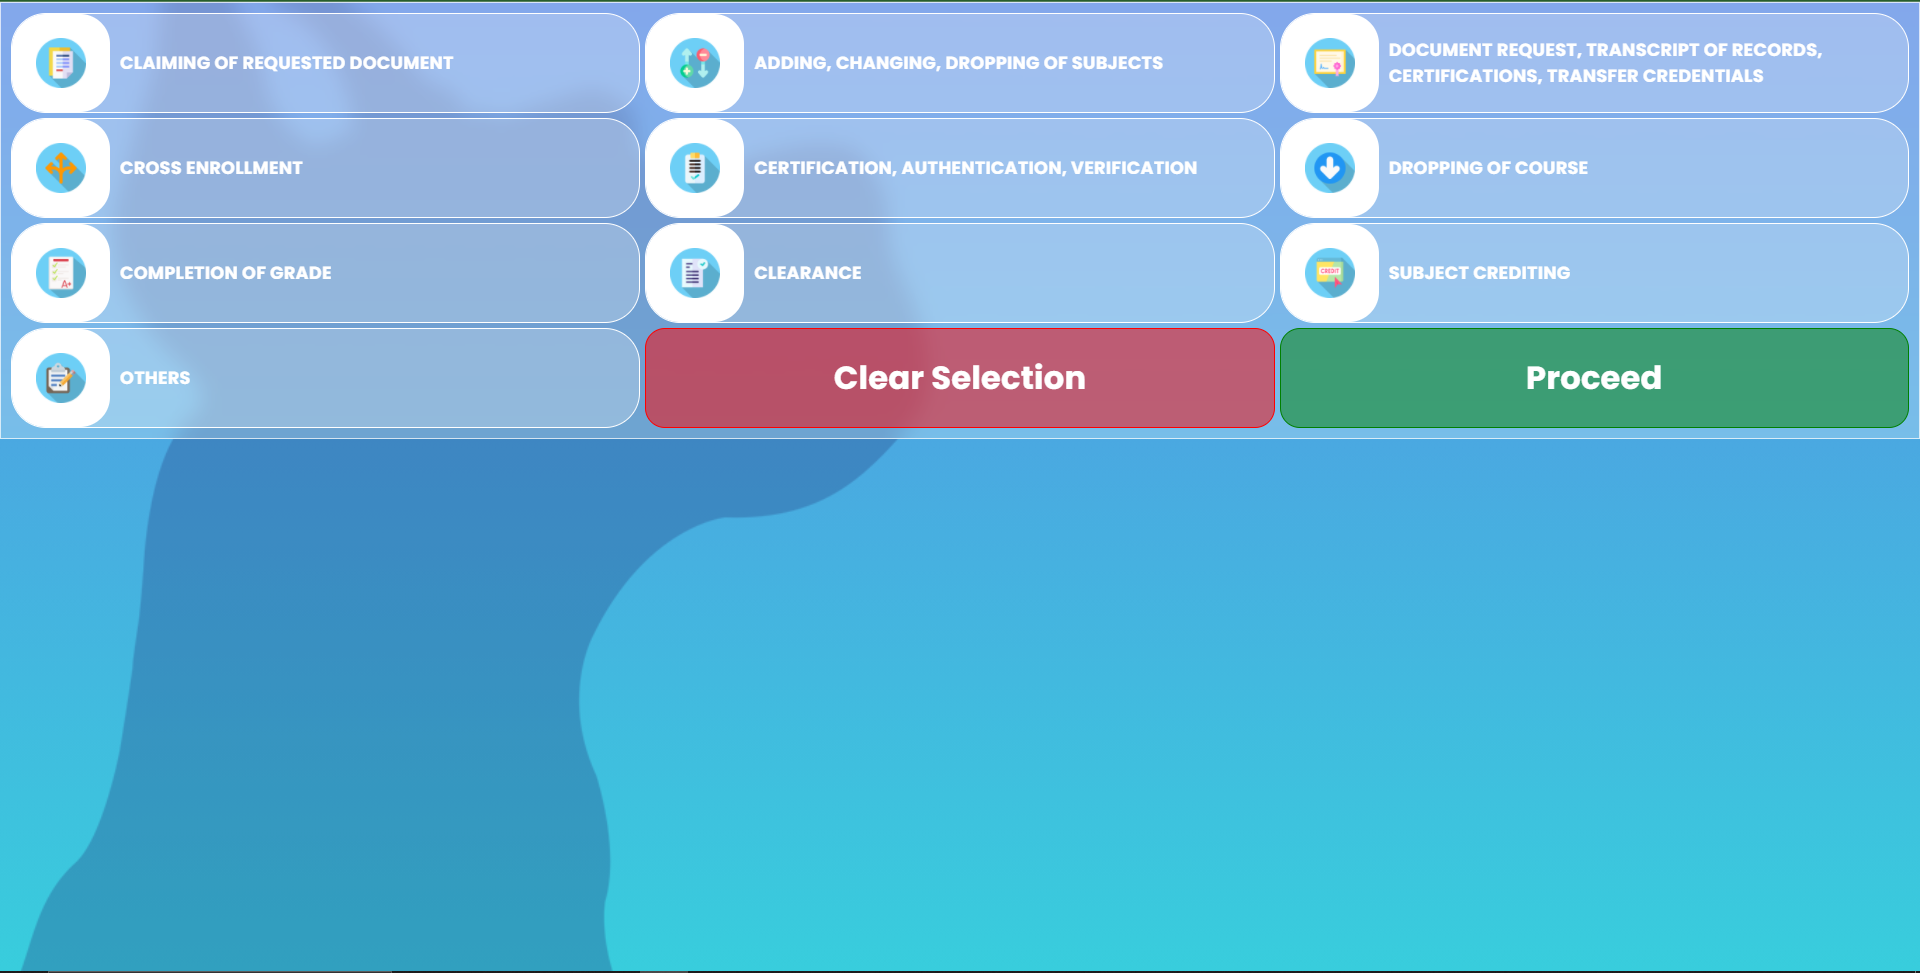 CLAIMING OF REQUESTED DOCUMENT
ADDING, CHANGING, DROPPING OF SUBJECTS
DOCUMENT REQUEST, TRANSCRIPT OF RECORDS,
CERTIFICATIONS, TRANSFER CREDENTIALS
CROSS ENROLLMENT
CERTIFICATION, AUTHENTICATION, VERIFICATION
DROPPING OF COURSE
COMPLETION OF GRADE
A+
CLEARANCE
CREDIT
SUBJECT CREDITING
OTHERS
Clear Selection
Proceed